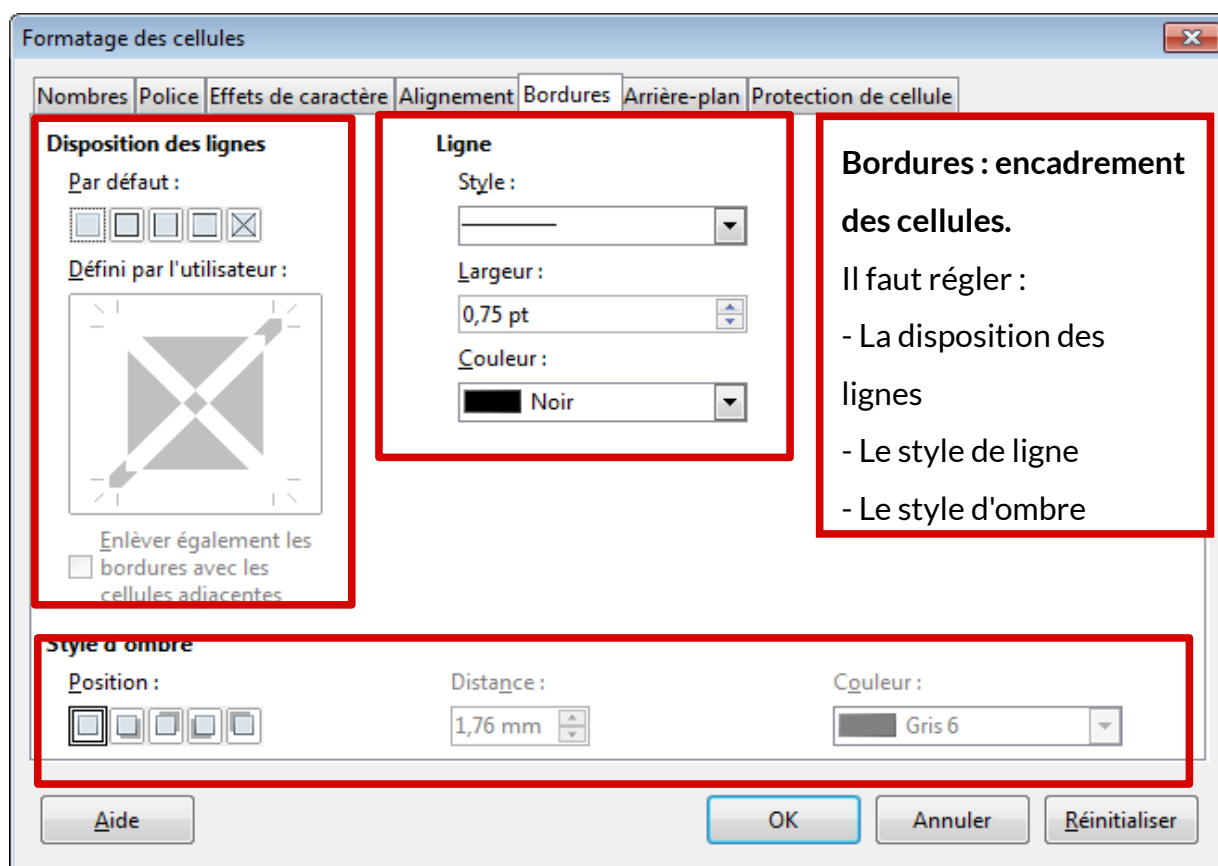 Formatage des cellules
Nombres Police Effets de caractère Alignement Bordures Arrière-plan Protection de cellule
Disposition des lignes
Par défaut :
Défini par l'utilisateur :
Enlèver également les
bordures avec les
cellules adjacentes
Ligne
Style :
Largeur :
0,75 pt
Couleur :
Noir
Bordures : encadrement
des cellules.
Il faut régler :
- La disposition des
lignes
- Le style de ligne
- Le style d'ombre
Style d'ombre
Position :
Distance :
1,76 mm
Couleur :
Gris 6
Aide
OK
Annuler
Réinitialiser